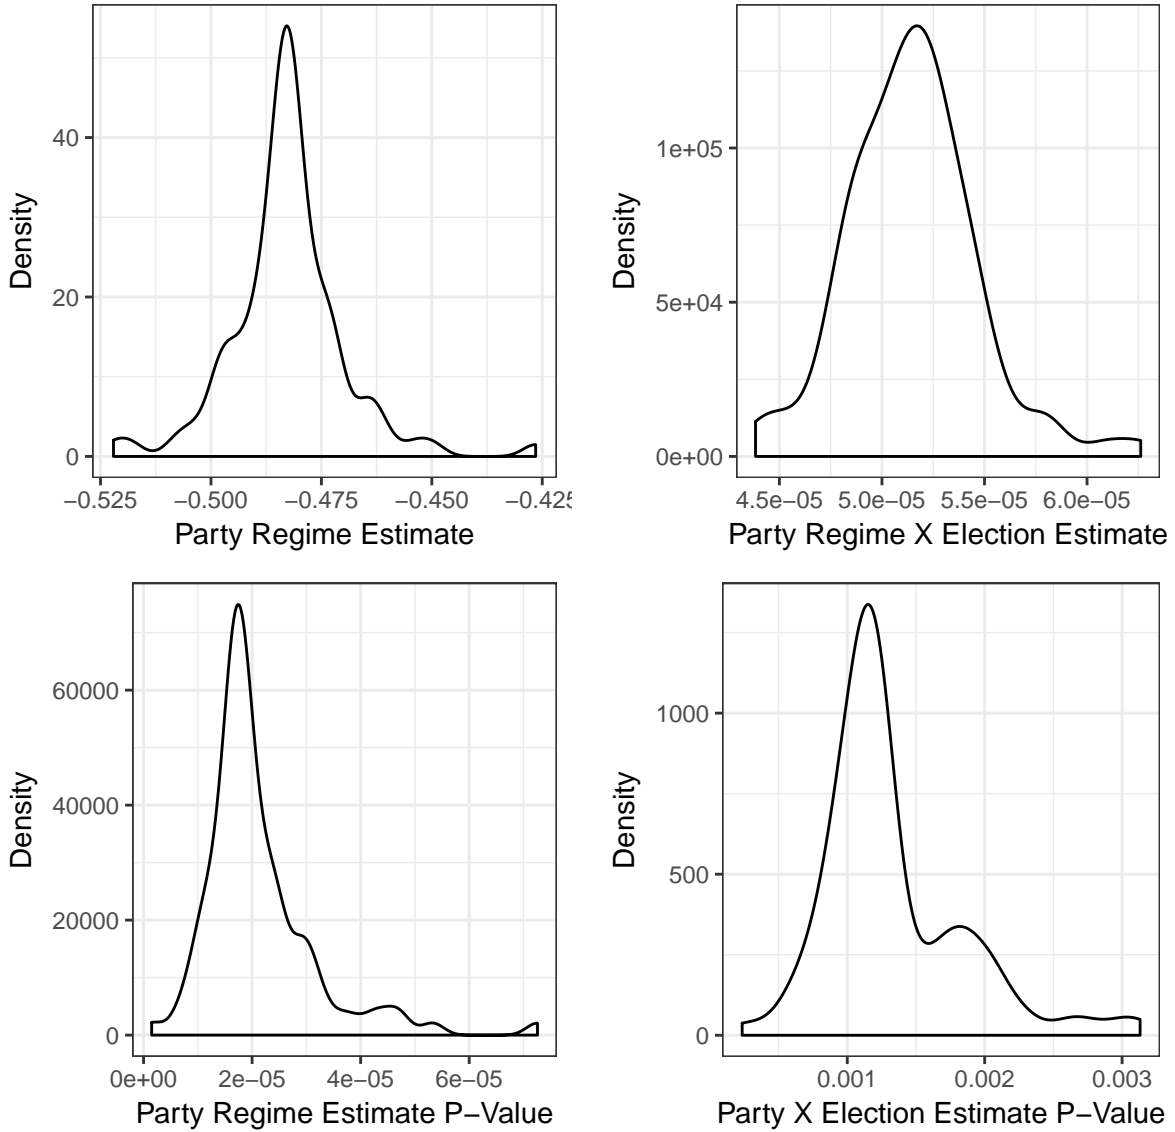 Density
40
20
0
−0.525 −0.500 −0.475 −0.450 −0.425
Party Regime Estimate
Density
1e+05
5e+04
0e+00
4.5e−05 5.0e−05 5.5e−05 6.0e−05
Party Regime X Election Estimate
Density
60000
40000
20000
0
0e+00 2e−05 4e−05 6e−05
Party Regime Estimate P−Value
Density
1000
500
0
0.001 0.002 0.003
Party X Election Estimate P−Value